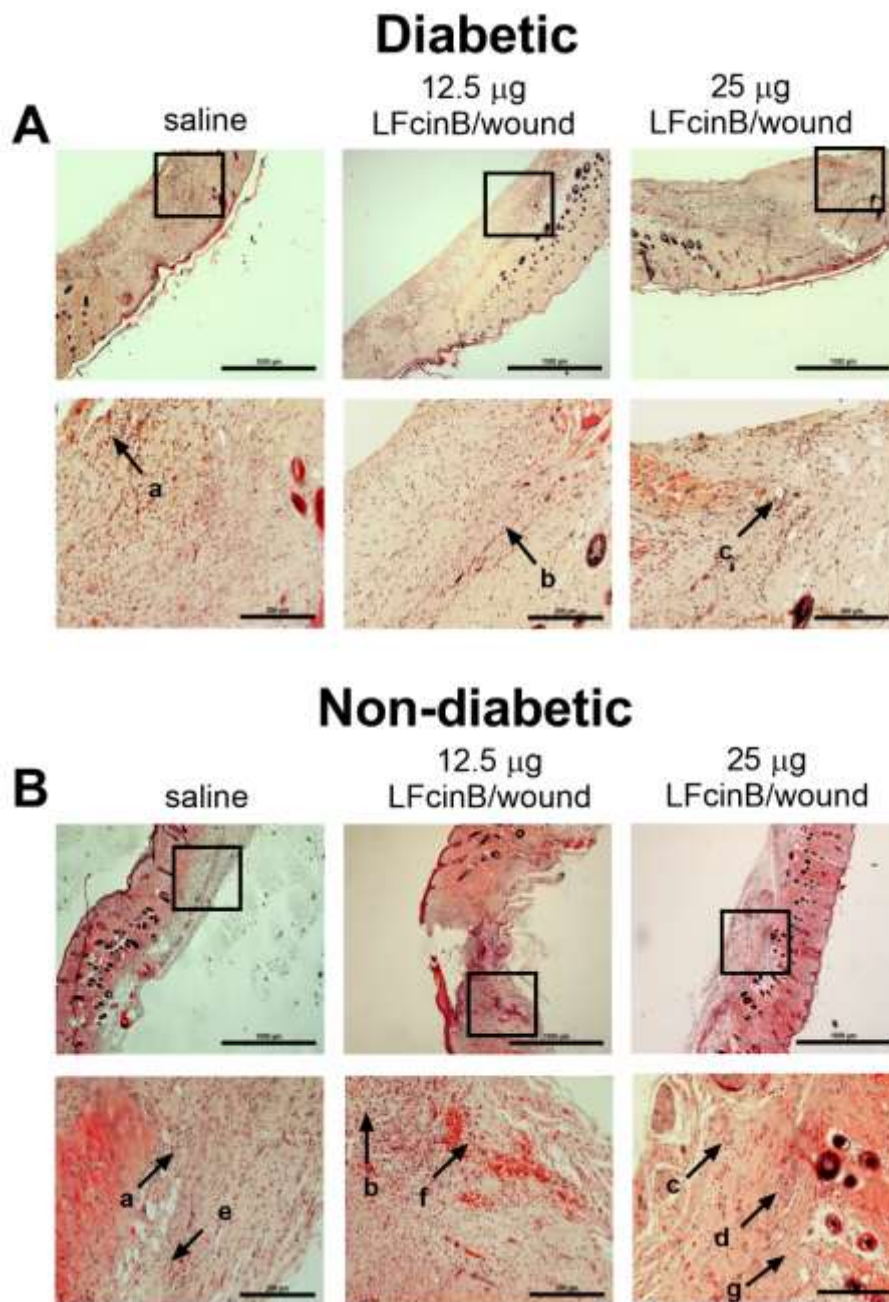 Diabetic
A
saline
12.5 μg
LFcinB/wound
25 μg
LFcinB/wound
a
b
c
Non-diabetic
B
saline
12.5 μg
LFcinB/wound
25 μg
LFcinB/wound
a
e
b
f
c
d
g